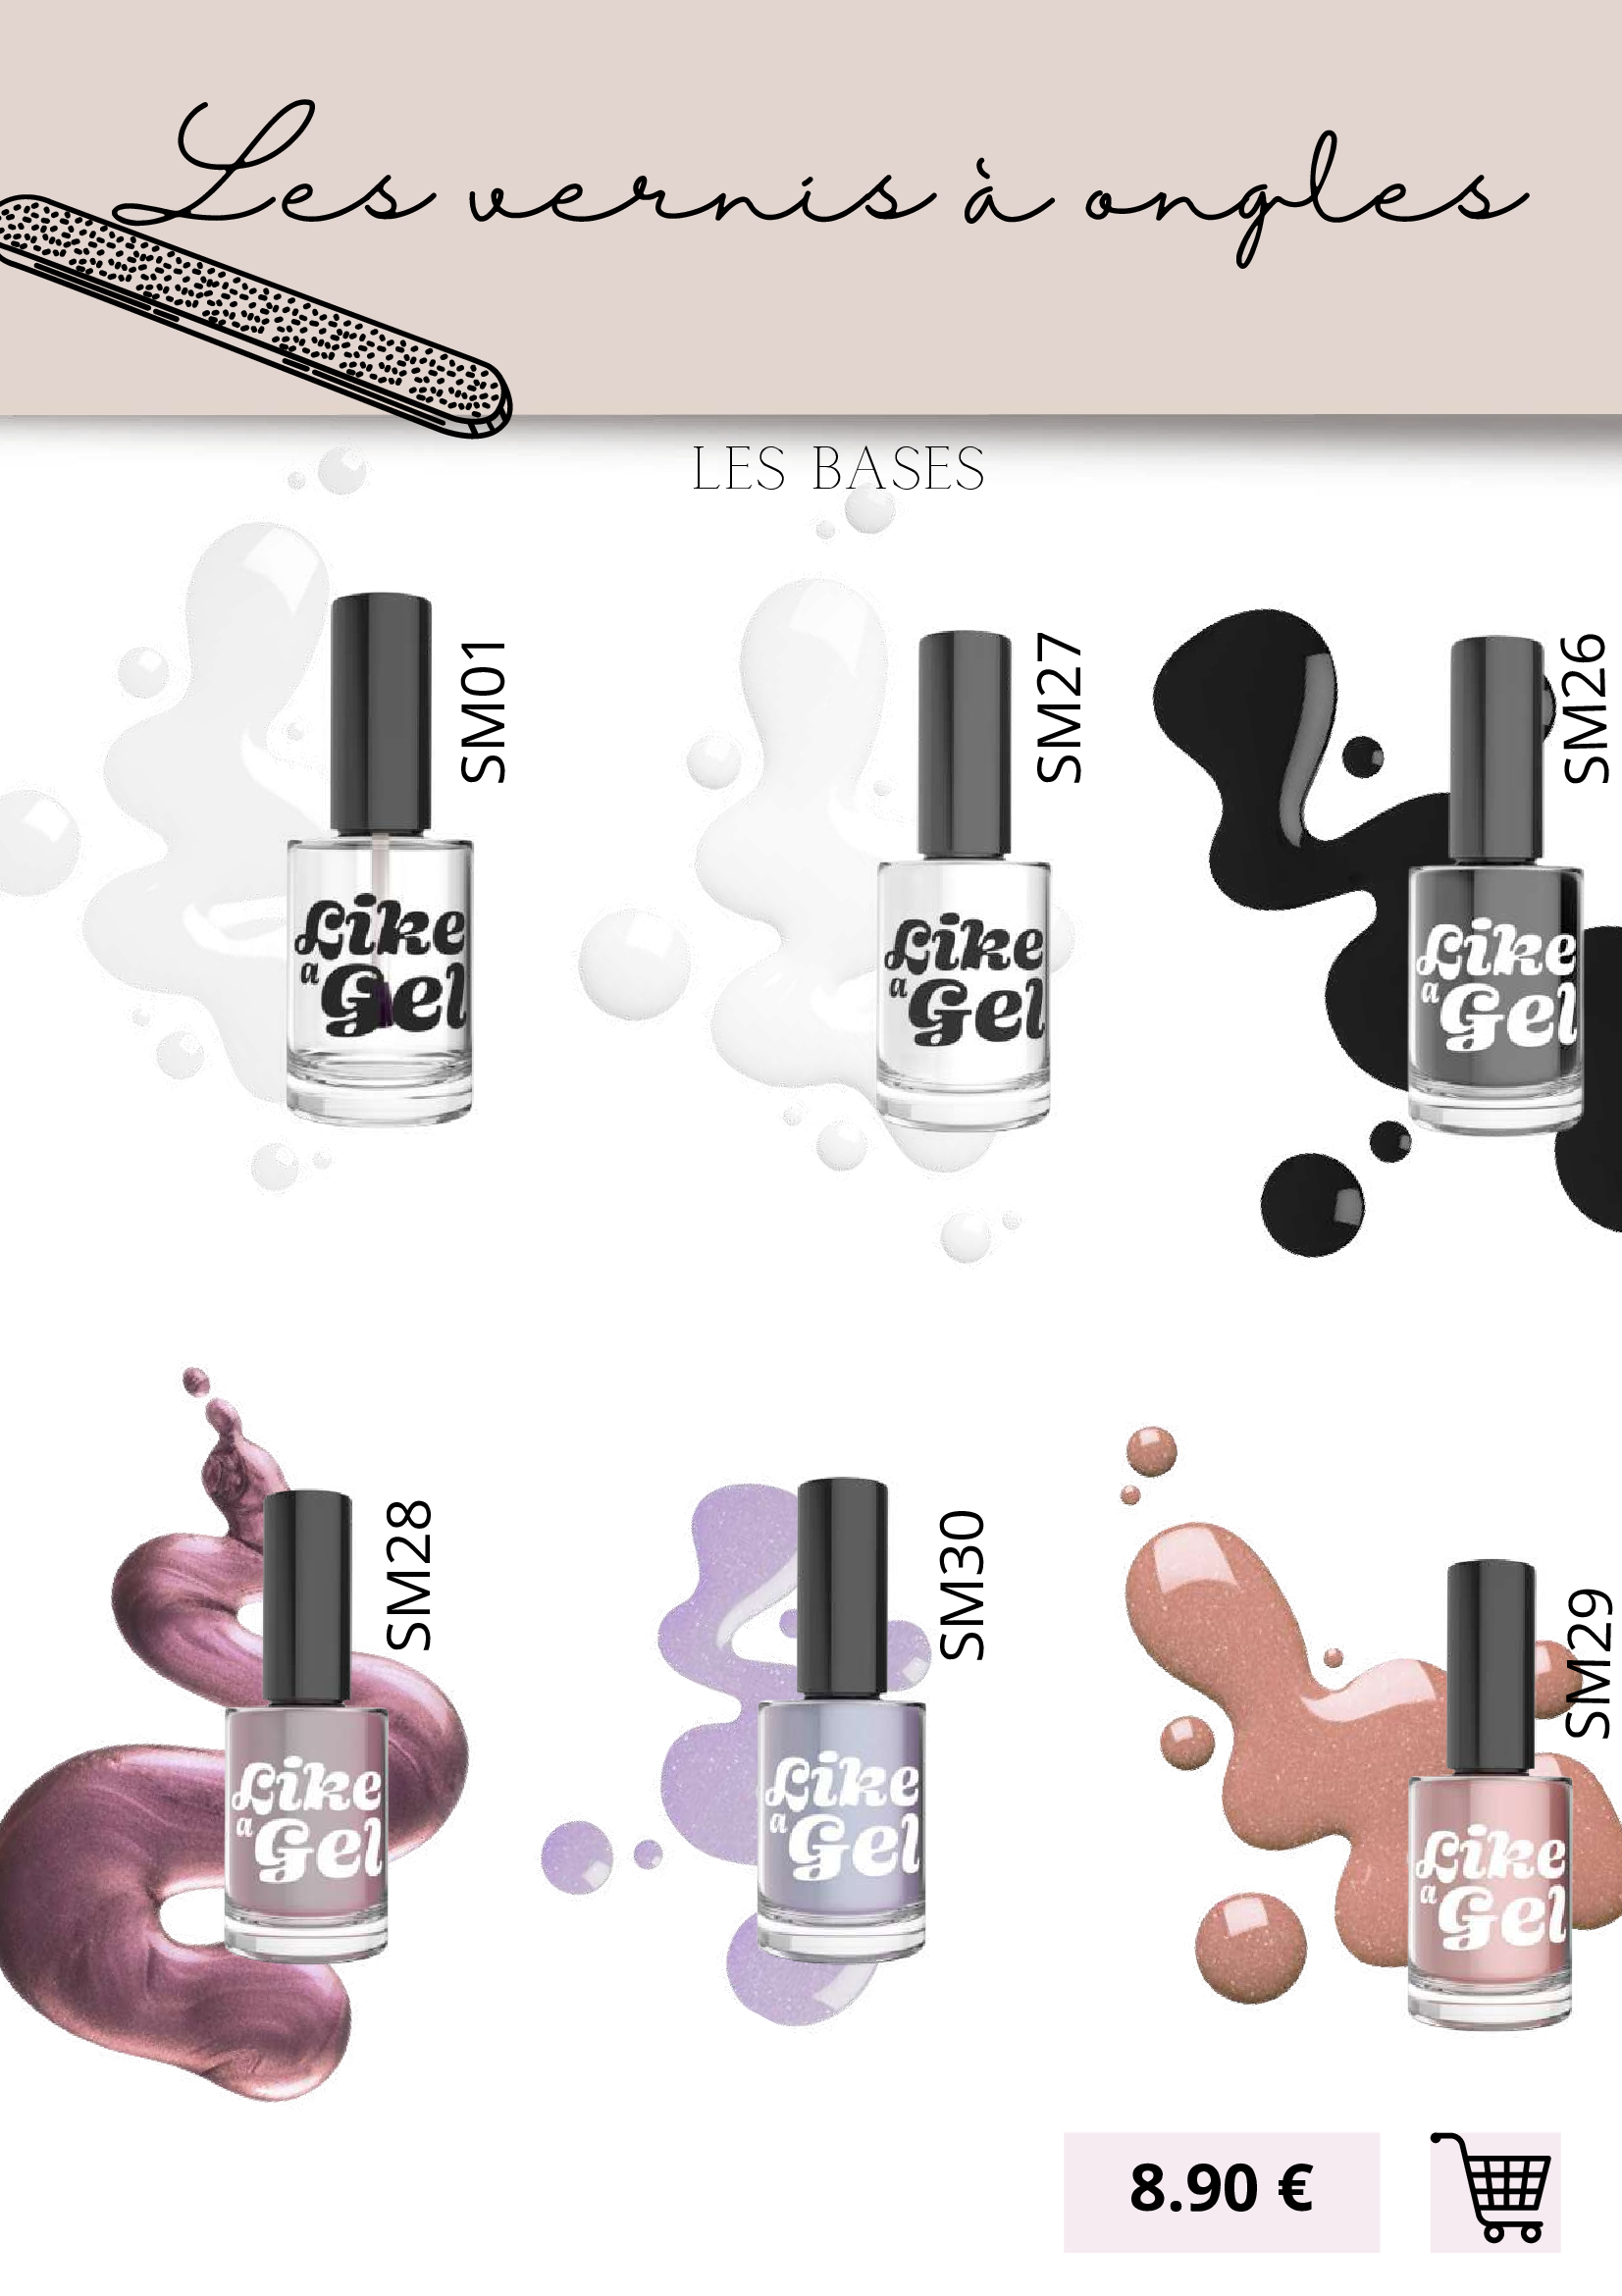 Les vernis à ongles
LES BASES
SM01
SM27
SM26
Like
a Gel
Like
a Gel
Like
a Gel
SM28
SM30
SM29
Like
a Gel
Like
a Gel
Like
a Gel
8.90 €